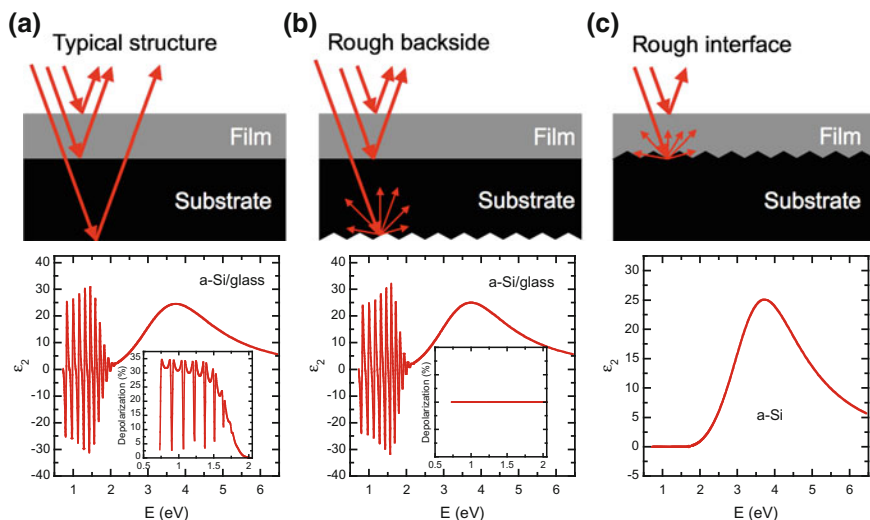 (a)
Typical structure
Film
Substrate
(b)
Rough backside
Film
Substrate
(c)
Rough interface
Film
Substrate
a-Si/glass
ε2
40
30
20
10
0
-10
-20
-30
-40
1 2 3 4 5 6
E (eV)
Depolarization (%)
35
30
25
20
15
10
5
0
0.5 1 1.5 2
a-Si/glass
ε2
40
30
20
10
0
-10
-20
-30
-40
1 2 3 4 5 6
E (eV)
Depolarization (%)
0.5 1 1.5 2
a-Si
ε2
30
25
20
15
10
5
0
-5
1 2 3 4 5 6
E (eV)